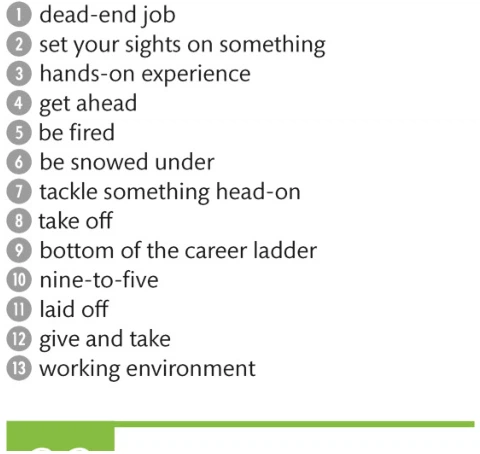 1 dead-end job
2 set your sights on something
3 hands-on experience
4 get ahead
5 be fired
6 be snowed under
7 tackle something head-on
8 take off
9 bottom of the career ladder
10 nine-to-five
11 laid off
12 give and take
13 working environment